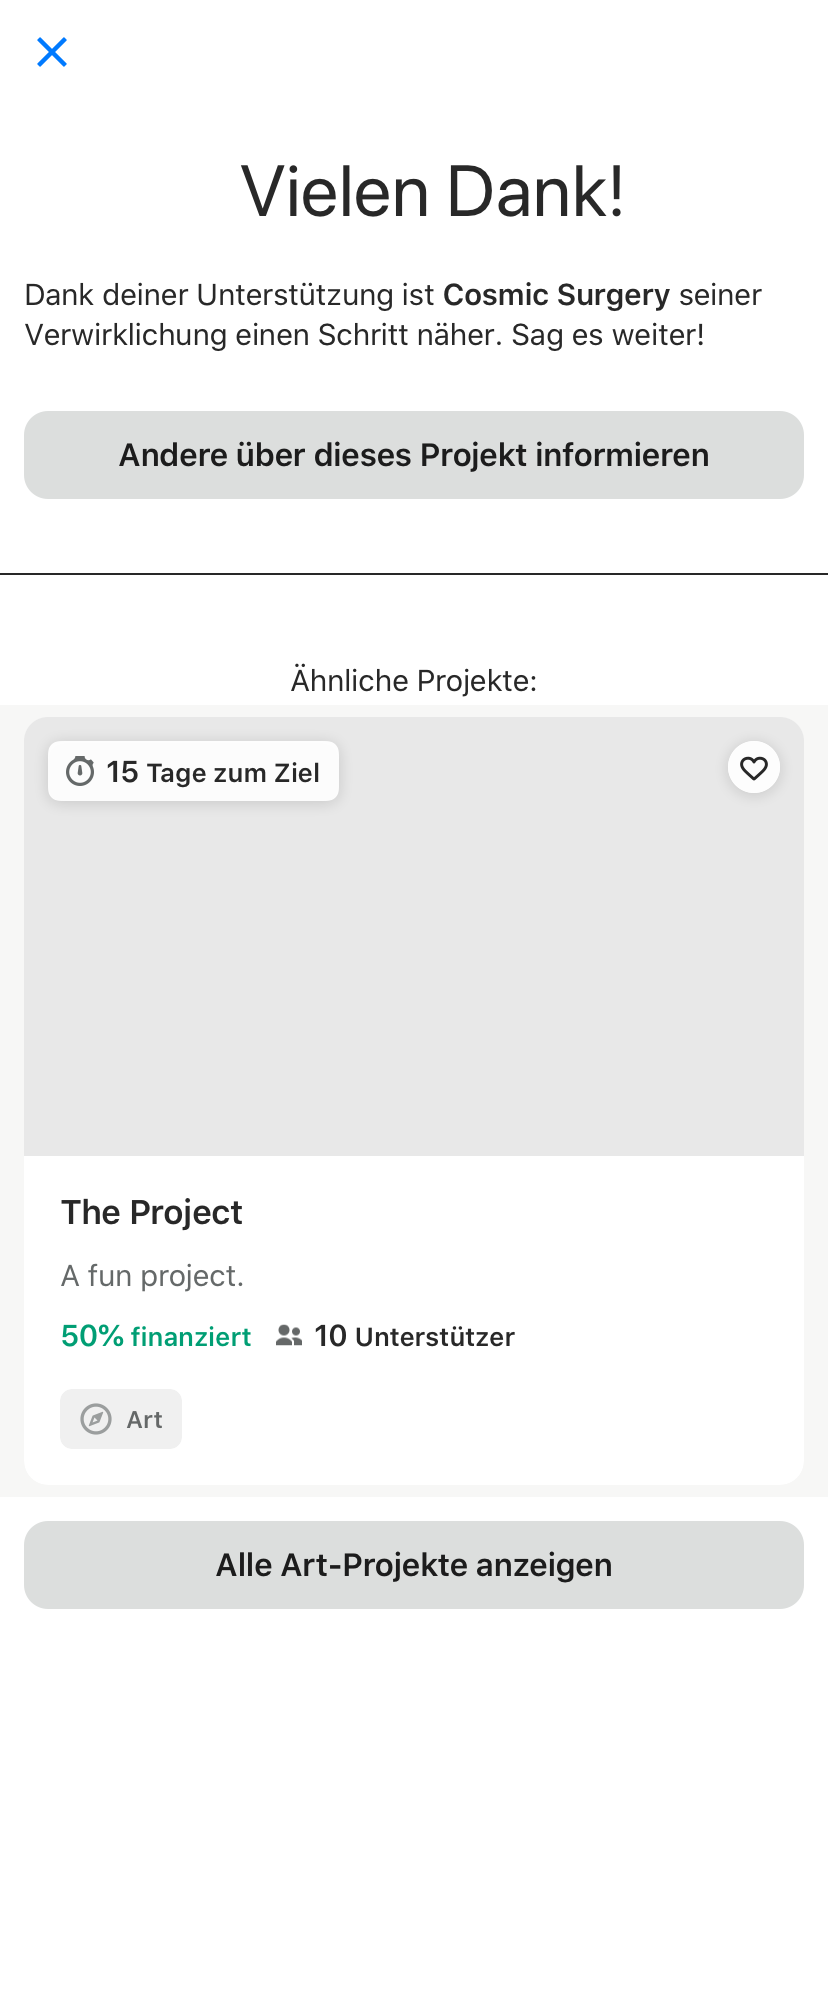 Vielen Dank!
Dank deiner Unterstützung ist Cosmic Surgery seiner
Verwirklichung einen Schritt näher. Sag es weiter!
Andere über dieses Projekt informieren
Ähnliche Projekte:
15 Tage zum Ziel
The Project
A fun project.
50% finanziert 10 Unterstützer
Art
Alle Art-Projekte anzeigen